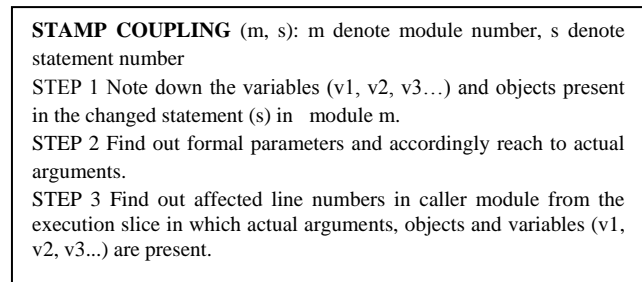 STAMP COUPLING (m, s): m denote module number, s denote
statement number
STEP 1 Note down the variables (v1, v2, v3…) and objects present
in the changed statement (s) in module m.
STEP 2 Find out formal parameters and accordingly reach to actual
arguments.
STEP 3 Find out affected line numbers in caller module from the
execution slice in which actual arguments, objects and variables (v1,
v2, v3...) are present.